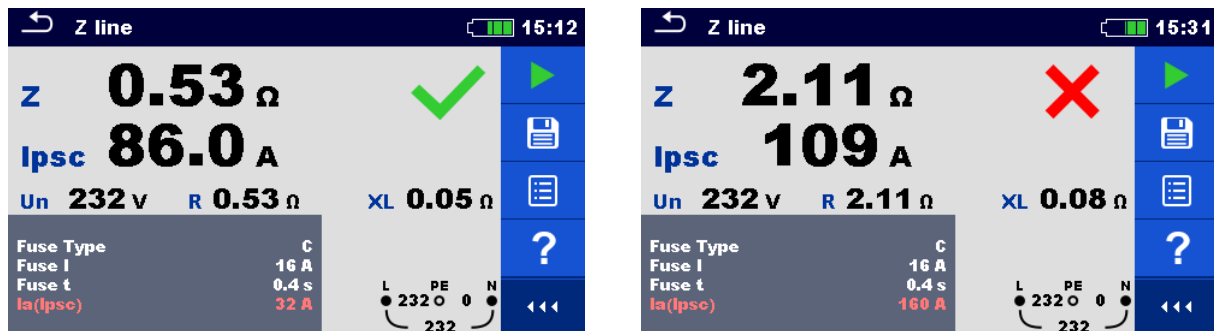 Z line 15:12
Z 0.53 Ω
Ipsc 86.0 A
Un 232 V R 0.53 Ω XL 0.05 Ω
Fuse Type C
Fuse I 16 A
Fuse t 0.4 s
Ia(Ipsc) 32 A
L PE N
232 0
232
?
Z line 15:31
Z 2.11 Ω
Ipsc 109 A
Un 232 V R 2.11 Ω XL 0.08 Ω
Fuse Type C
Fuse I 16 A
Fuse t 0.4 s
Ia(Ipsc) 160 A
L PE N
232 0
232
?